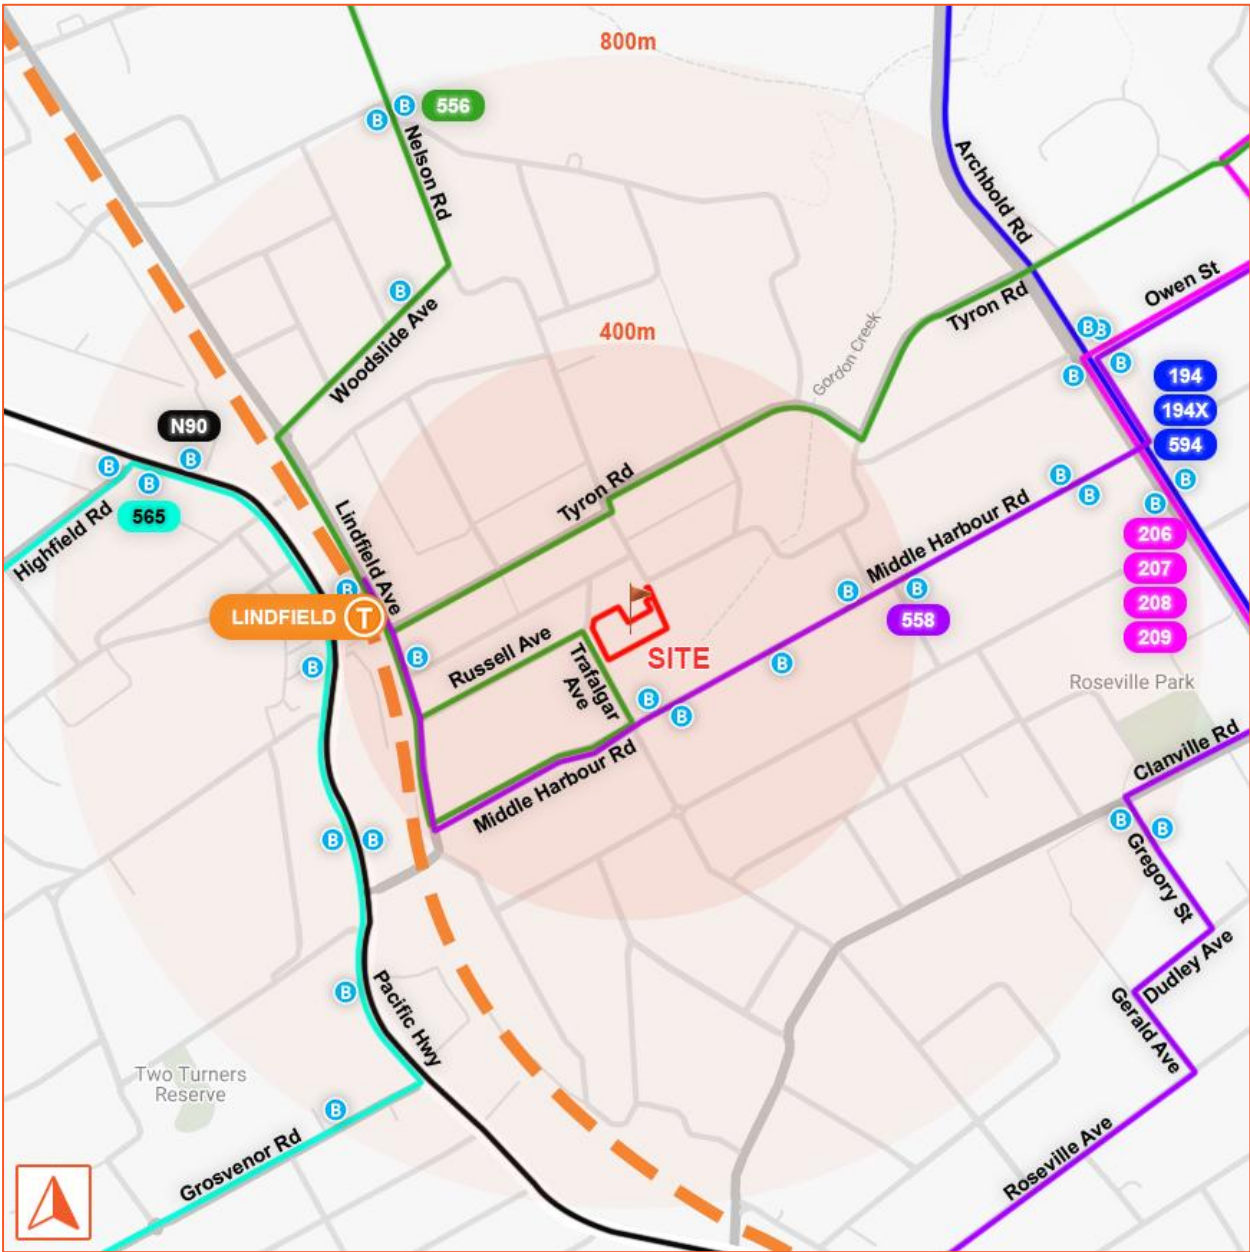 800m
B
B
556
Nelson Rd
Archbold Rd
B
Woodslide Ave
Owen St
Tyron Rd
400m
Gordon Creek
B
B
B
B
194
194X
594
N90
B
B
B
565
Highfield Rd
Tyron Rd
B
B
B
B
Middle Harbour Rd
206
207
208
209
Lindfield Ave
B
LINDFIELD
T
B
B
558
B
B
Russell Ave
Trafalgar
Ave
SITE
B
B
B
Roseville Park
Middle Harbour Rd
Clanville Rd
B
B
B
B
Gregory St
Dudley Ave
Gerald Ave
B
Pacific Hwy
Two Turners
Reserve
B
Grosvenor Rd
Roseville Ave